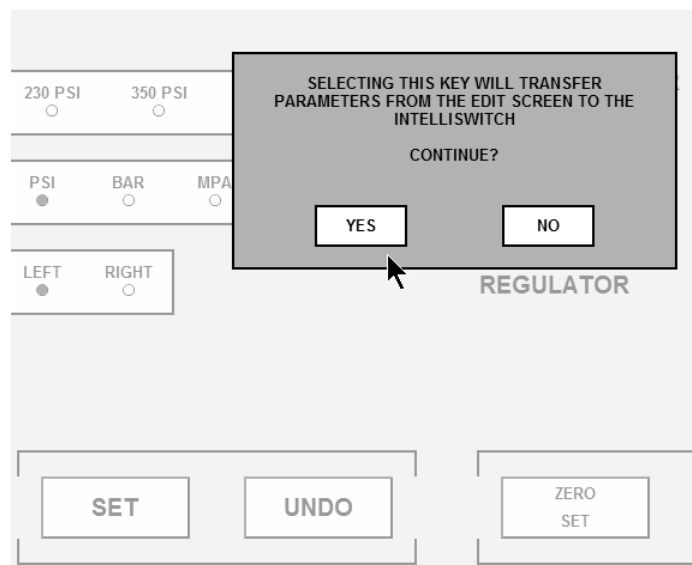 SELECTING THIS KEY WILL TRANSFER
PARAMETERS FROM THE EDIT SCREEN TO THE
INTELLISWITCH
CONTINUE?
YES NO
230 PSI 350 PSI
PSI BAR MPA
LEFT RIGHT
REGULATOR
SET UNDO
ZERO
SET